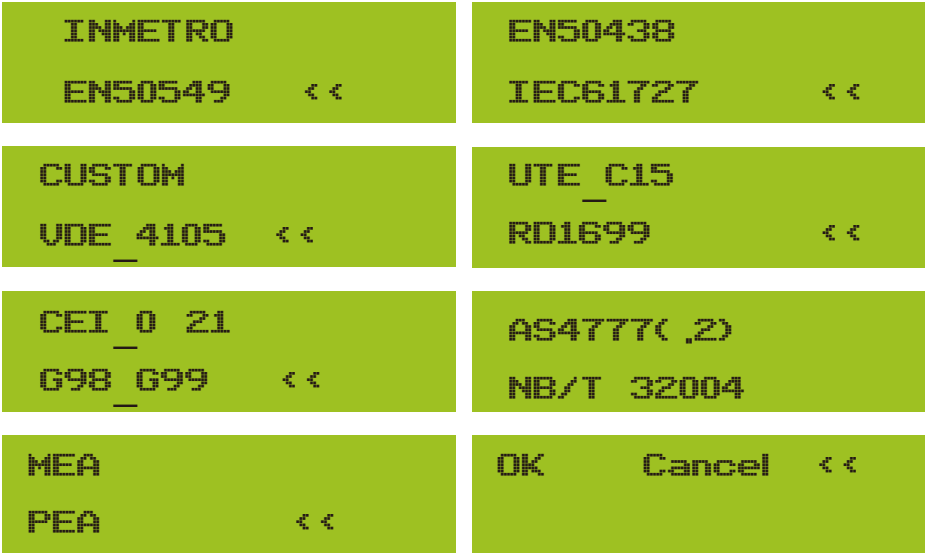 INMETRO
EN50549 <<
EN50438
IEC61727 <<
CUSTOM
VDE_4105 <<
UTE_C15
RD1699 <<
CEI_0 21
G98_G99 <<
AS4777( .2)
NB/T 32004
MEA
PEA <<
OK Cancel <<